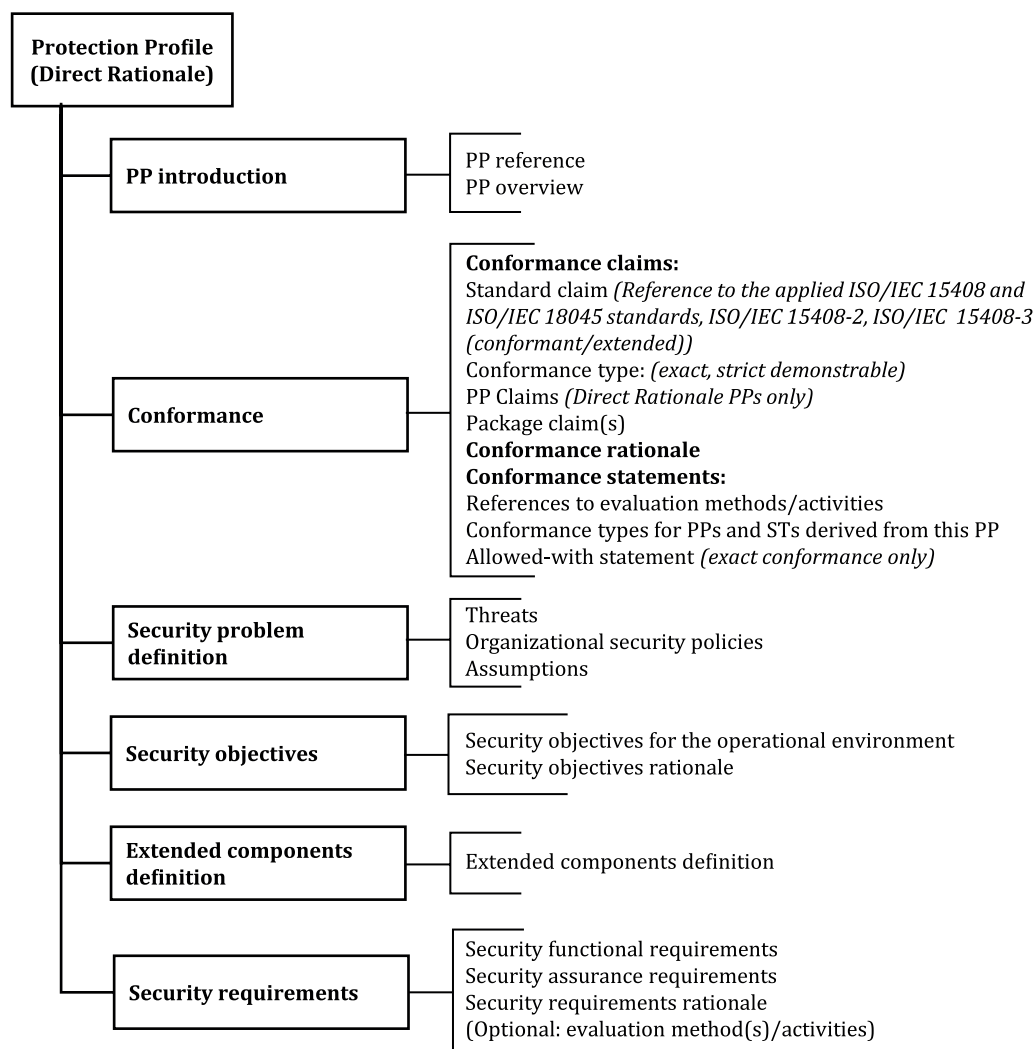 Protection Profile
(Direct Rationale)
PP introduction
PP reference
PP overview
Conformance
Conformance claims:
Standard claim (Reference to the applied ISO/IEC 15408 and
ISO/IEC 18045 standards, ISO/IEC 15408-2, ISO/IEC 15408-3
(conformant/extended))
Conformance type: (exact, strict demonstrable)
PP Claims (Direct Rationale PPs only)
Package claim(s)
Conformance rationale
Conformance statements:
References to evaluation methods/activities
Conformance types for PPs and STs derived from this PP
Allowed-with statement (exact conformance only)
Security problem
definition
Threats
Organizational security policies
Assumptions
Security objectives
Security objectives for the operational environment
Security objectives rationale
Extended components
definition
Extended components definition
Security requirements
Security functional requirements
Security assurance requirements
Security requirements rationale
(Optional: evaluation method(s)/activities)